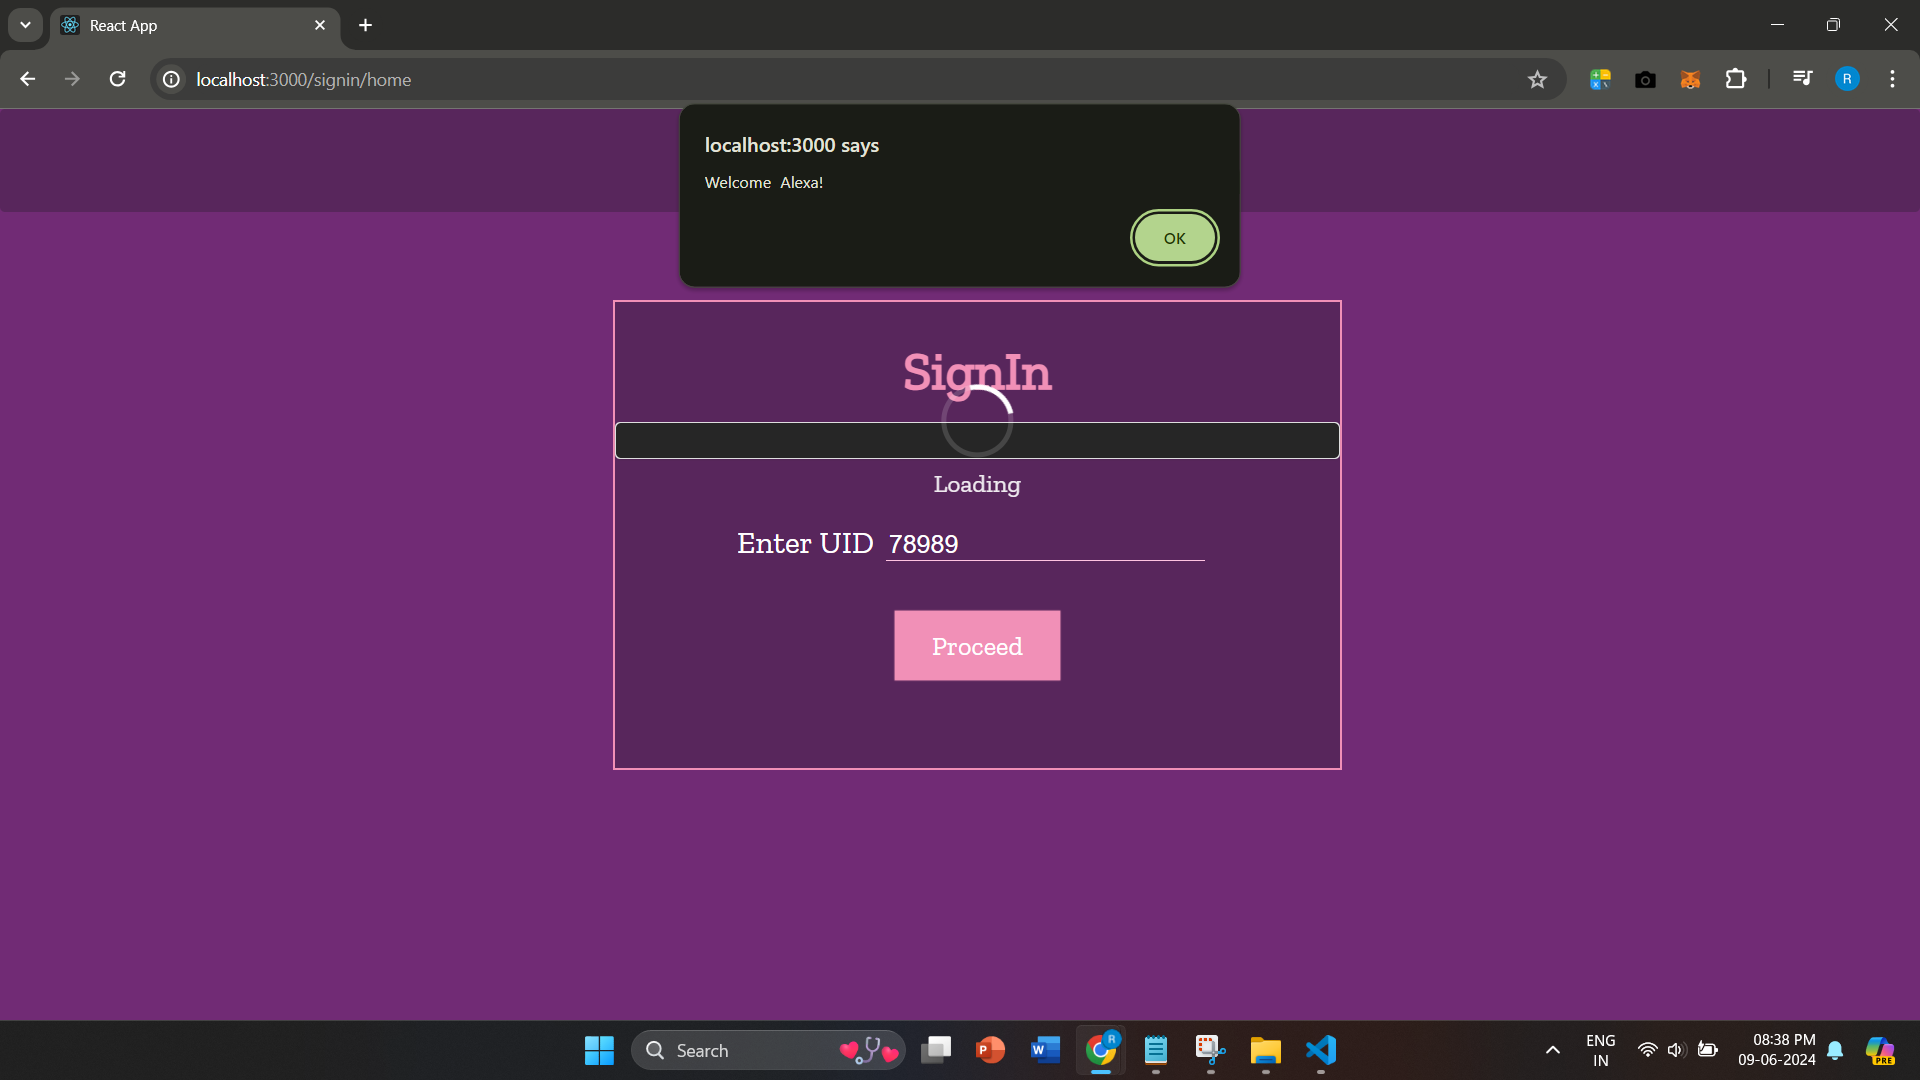 React App
localhost:3000/signin/home
R
localhost:3000 says
Welcome  Alexa!
OK
SignIn
Loading
Enter UID 78989
Proceed
Search
P
W
R
ENG
IN
08:38 PM
09-06-2024
PRE